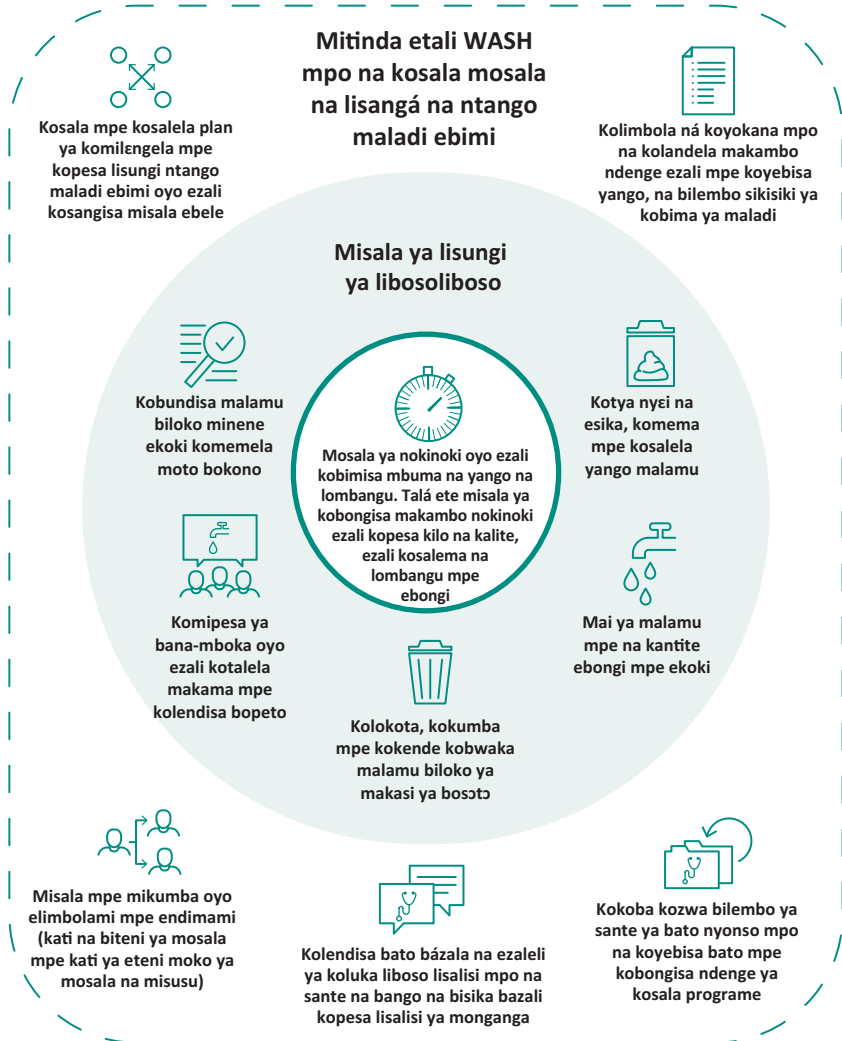 Mitinda etali WASH
mpo na kosala mosala
na lisangá na ntango
maladi ebimi
Kosala mpe kosalela plan
ya komilɛngela mpe
kopesa lisungi ntango
maladi ebimi oyo ezali
kosangisa misala ebele
Kolimbola ná koyokana mpo
na kolandela makambo
ndenge ezali mpe koyebisa
yango, na bilembo sikisiki ya
kobima ya maladi
Misala ya lisungi
ya libosoliboso
Kobundisa malamu
biloko minene
ekoki komemela
moto bokono
Mosala ya nokinoki oyo ezali
kobimisa mbuma na yango na
lombangu. Talá ete misala ya
kobongisa makambo nokinoki
ezali kopesa kilo na kalite,
ezali kosalema na
lombangu mpe
ebongi
Kotya nyɛi na
esika, komema
mpe kosalela
yango malamu
Komipesa ya
bana-mboka oyo
ezali kotalela
makama mpe
kolendisa bopeto
Mai ya malamu
mpe na kantite
ebongi mpe ekoki
Kolokota, kokumba
mpe kokende kobwaka
malamu biloko ya
makasi ya bosɔtɔ
Misala mpe mikumba oyo
elimbolami mpe endimami
(kati na biteni ya mosala
mpe kati ya eteni moko ya
mosala na misusu)
Kolendisa bato bázala na ezaleli
ya koluka liboso lisalisi mpo na
sante na bango na bisika bazali
kopesa lisalisi ya monganga
Kokoba kozwa bilembo ya
sante ya bato nyonso mpo
na koyebisa bato mpe
kobongisa ndenge ya
kosala programe